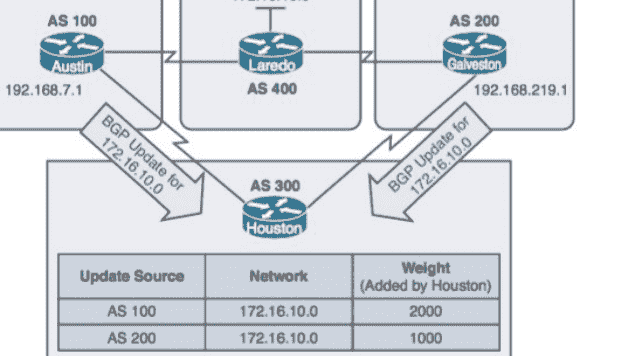 AS 100
AS 200
Austin
Laredo
Galveston
192.168.7.1
AS 400
192.168.219.1
BGP Update for
172.16.10.0
BGP Update for
172.16.10.0
AS 300
Houston
Update Source Network Weight
(Added by Houston)
AS 100 172.16.10.0 2000
AS 200 172.16.10.0 1000